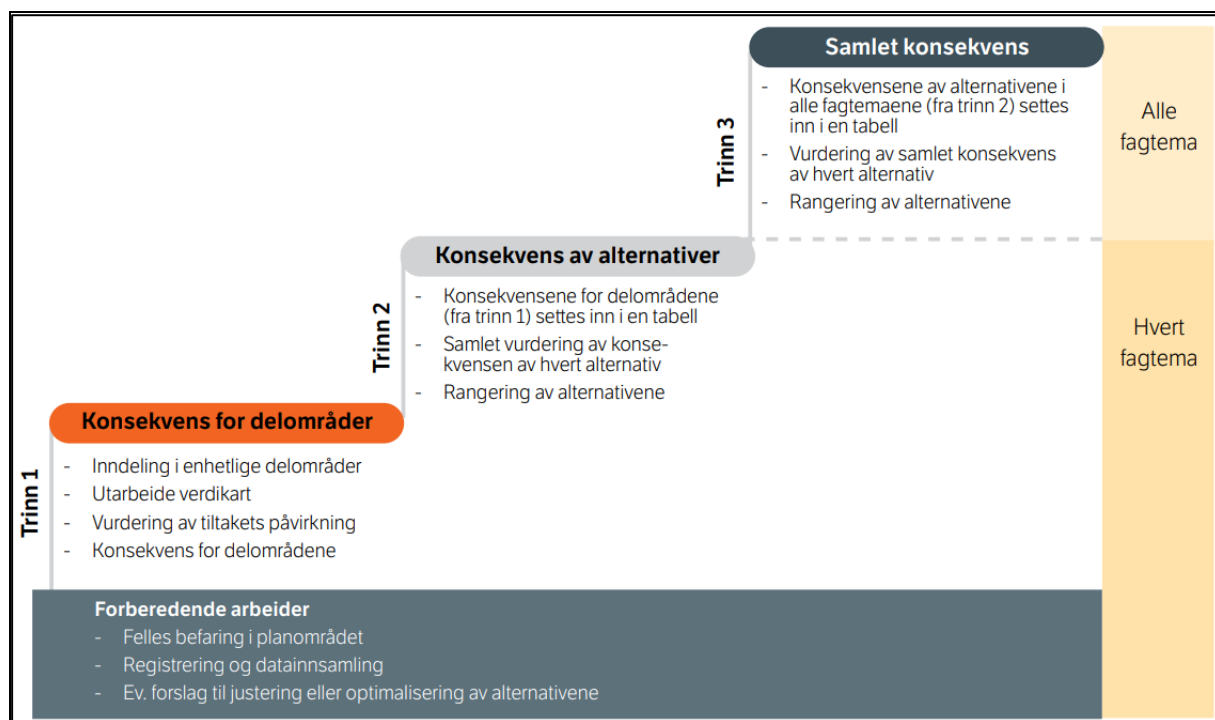 Samlet konsekvens
- Konsekvensene av alternativene i
alle fagtemaene (fra trinn 2) settes
inn i en tabell
- Vurdering av samlet konsekvens
av hvert alternativ
- Rangering av alternativene
Trinn 3
Alle
fagtema
Konsekvens av alternativer
- Konsekvensene for delområdene
(fra trinn 1) settes inn i en tabell
- Samlet vurdering av konse-
kvensen av hvert alternativ
- Rangering av alternativene
Trinn 2
Hvert
fagtema
Konsekvens for delområder
- Inndeling i enhetlige delområder
- Utarbeide verdikart
- Vurdering av tiltakets påvirkning
- Konsekvens for delområdene
Trinn 1
Forberedende arbeider
- Felles befaring i planområdet
- Registrering og datainnsamling
- Ev. forslag til justering eller optimalisering av alternativene